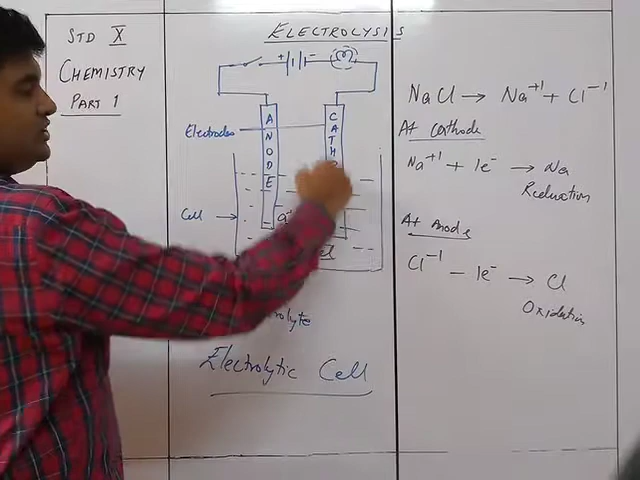 STD X
CHEMISTRY
PART 1
ELECTROLYSIS
+ -
Electrodes
ANODE
CATH
Cell
Electrolytic Cell
NaCl → Na+1 + Cl-1
At Cathode
Na+1 + 1e- → Na
Reduction
At Anode
Cl-1 - 1e- → Cl
Oxidation